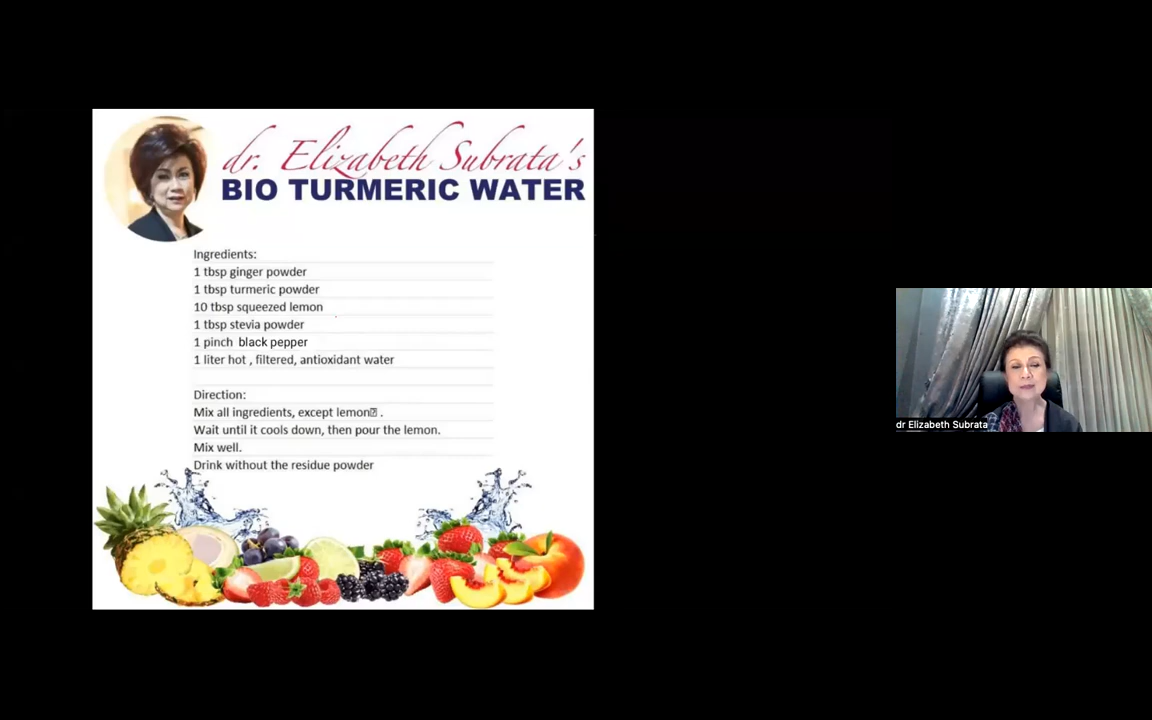 dr. Elizabeth Subrata's
BIO TURMERIC WATER
Ingredients:
1 tbsp ginger powder
1 tbsp turmeric powder
10 tbsp squeezed lemon
1 tbsp stevia powder
1 pinch black pepper
1 liter hot , filtered, antioxidant water
Direction:
Mix all ingredients, except lemon⍰ .
Wait until it cools down, then pour the lemon.
Mix well.
Drink without the residue powder
dr Elizabeth Subrata